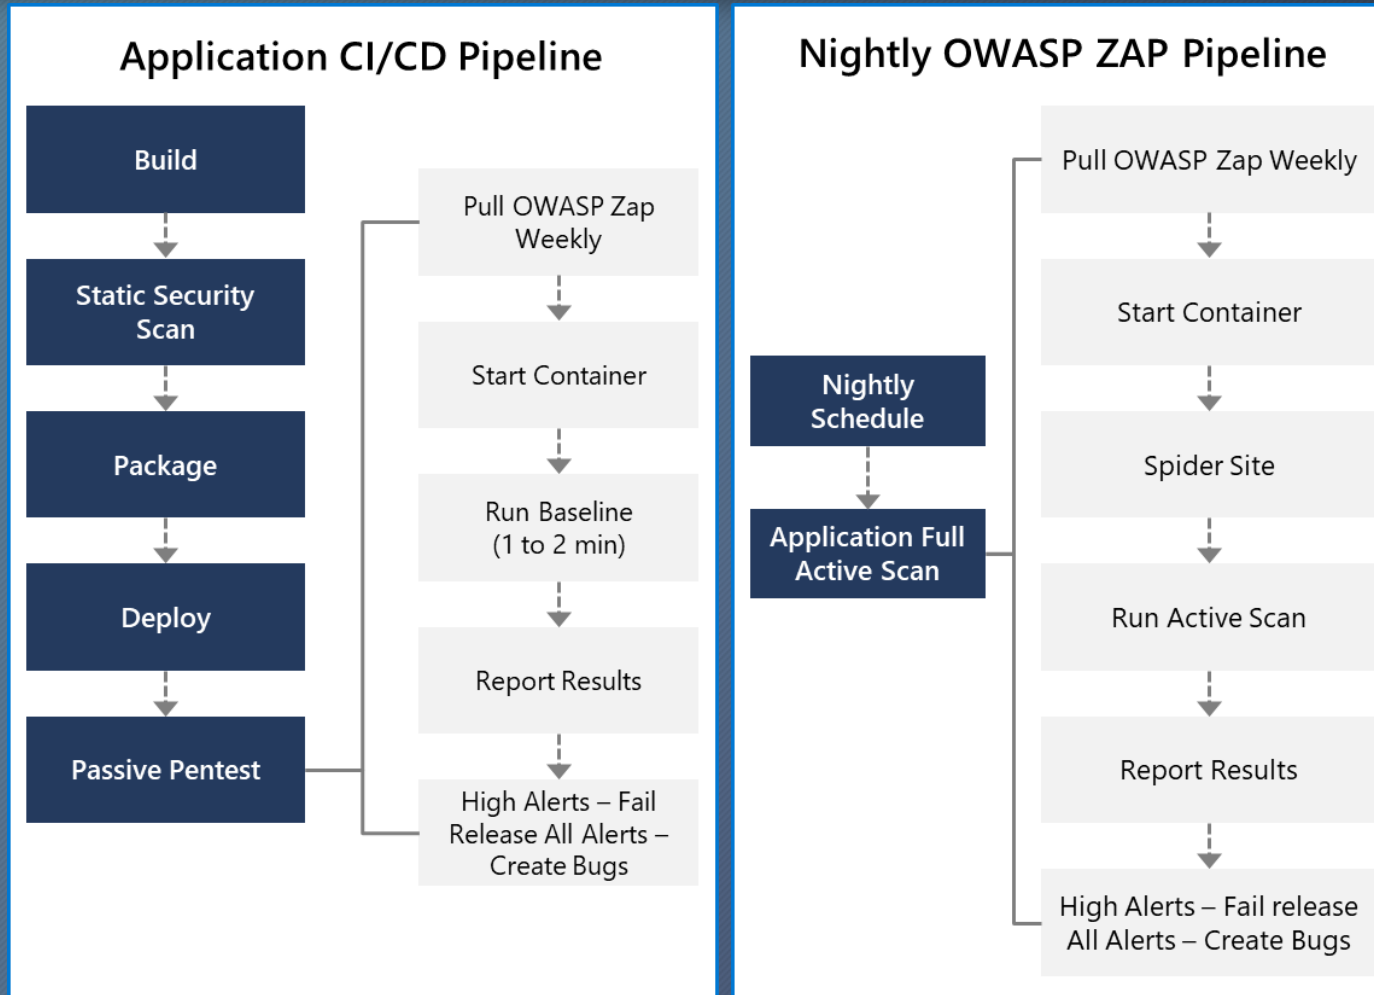 Application CI/CD Pipeline
Build
Static Security
Scan
Package
Deploy
Passive Pentest
Pull OWASP Zap
Weekly
Start Container
Run Baseline
(1 to 2 min)
Report Results
High Alerts – Fail
Release All Alerts –
Create Bugs
Nightly OWASP ZAP Pipeline
Nightly
Schedule
Application Full
Active Scan
Pull OWASP Zap Weekly
Start Container
Spider Site
Run Active Scan
Report Results
High Alerts – Fail release
All Alerts – Create Bugs